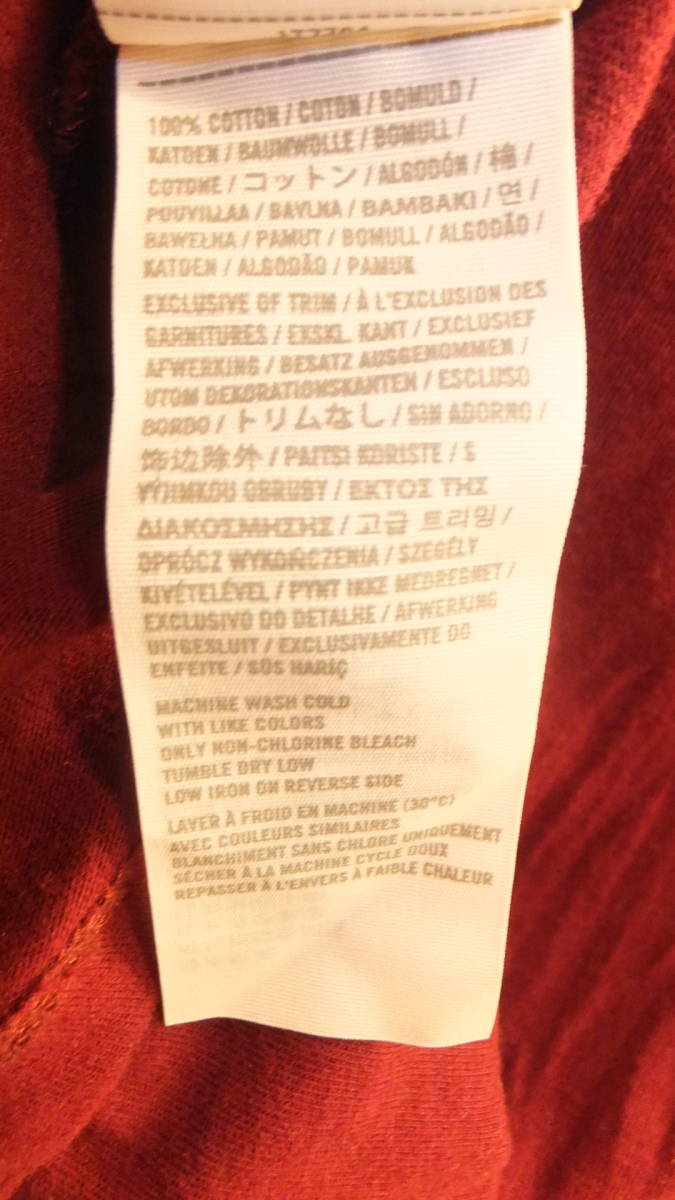 100% COTTON / COTON / BOMULD /
KATOEN / BAUMWOLLE / BOMULL /
COTONE / コットン / ALGODÓN / 棉 /
PUUVILLAA / BAVLNA / BAMBAKI / 면 /
BAWEŁNA / PAMUT / BOMULL / ALGODÃO /
KATOEN / ALGODÃO / PAMUK
EXCLUSIVE OF TRIM / À L'EXCLUSION DES
GARNITURES / EKSKL. KANT / EXCLUSIEF
AFWERKING / BESATZ AUSGENOMMEN /
UTOM DEKORATIONSKANTEN / ESCLUSO
BORDO / トリムなし / SIN ADORNO /
饰边除外 / PAITSI KORISTE / S
VÝJIMKOU OBRUBY / ΕΚΤΟΣ ΤΗΣ
ΔΙΑΚΟΣΜΗΣΗΣ / 고급 트리밍 /
OPRÓCZ WYKOŃCZENIA / SZEGÉLY
KIVÉTELÉVEL / PYNT IKKE MEDREGNET /
EXCLUSIVO DO DETALHE / AFWERKING
UITGESLUIT / EXCLUSIVAMENTE DO
ENFEITE / SÜS HARİÇ
MACHINE WASH COLD
WITH LIKE COLORS
ONLY NON-CHLORINE BLEACH
TUMBLE DRY LOW
LOW IRON ON REVERSE SIDE
LAVER À FROID EN MACHINE (30°C)
AVEC COULEURS SIMILAIRES
BLANCHIMENT SANS CHLORE UNIQUEMENT
SÉCHER À LA MACHINE CYCLE DOUX
REPASSER À L'ENVERS À FAIBLE CHALEUR